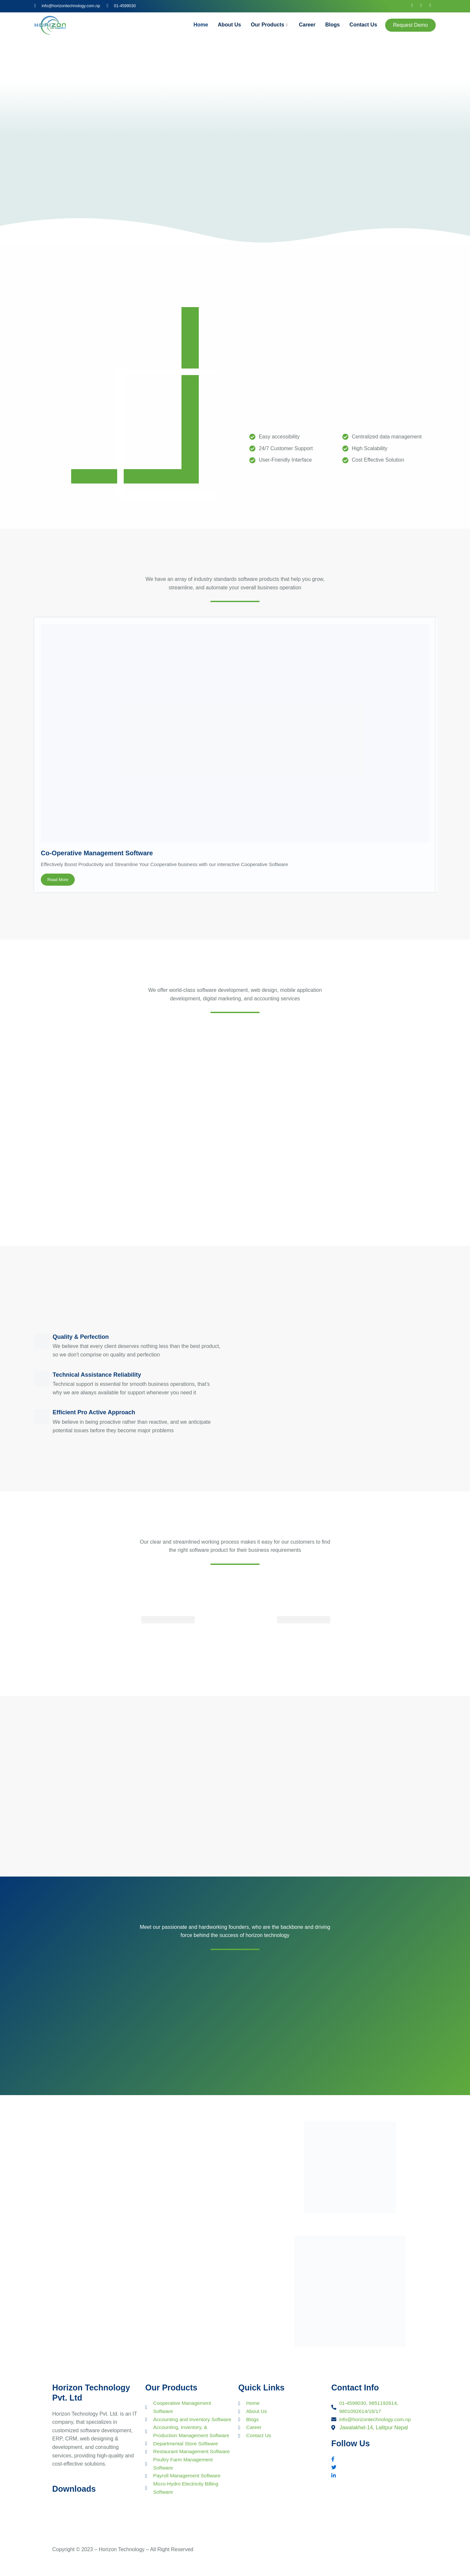 info@horizontechnology.com.np 01-4599030
HORIZON
Home About Us Our Products Career Blogs Contact Us Request Demo
Easy accessibility
24/7 Customer Support
User-Friendly Interface
Centralized data management
High Scalability
Cost Effective Solution
We have an array of industry standards software products that help you grow,
streamline, and automate your overall business operation
Co-Operative Management Software
Effectively Boost Productivity and Streamline Your Cooperative business with our interactive Cooperative Software
Read More
We offer world-class software development, web design, mobile application
development, digital marketing, and accounting services
Quality & Perfection
We believe that every client deserves nothing less than the best product,
so we don't comprise on quality and perfection
Technical Assistance Reliability
Technical support is essential for smooth business operations, that's
why we are always available for support whenever you need it
Efficient Pro Active Approach
We believe in being proactive rather than reactive, and we anticipate
potential issues before they become major problems
Our clear and streamlined working process makes it easy for our customers to find
the right software product for their business requirements
Meet our passionate and hardworking founders, who are the backbone and driving
force behind the success of horizon technology
Horizon Technology
Pvt. Ltd
Horizon Technology Pvt. Ltd. is an IT
company, that specializes in
customized software development,
ERP, CRM, web designing &
development, and consulting
services, providing high-quality and
cost-effective solutions.
Downloads
Our Products
Cooperative Management
Software
Accounting and Inventory Software
Accounting, Inventory, &
Production Management Software
Departmental Store Software
Restaurant Management Software
Poultry Farm Management
Software
Payroll Management Software
Micro-Hydro Electricity Billing
Software
Quick Links
Home
About Us
Blogs
Career
Contact Us
Contact Info
01-4599030, 9851192614,
info@horizontechnology.com.np
Jawalakhel-14, Lalitpur Nepal
Follow Us
Copyright © 2023 – Horizon Technology – All Right Reserved